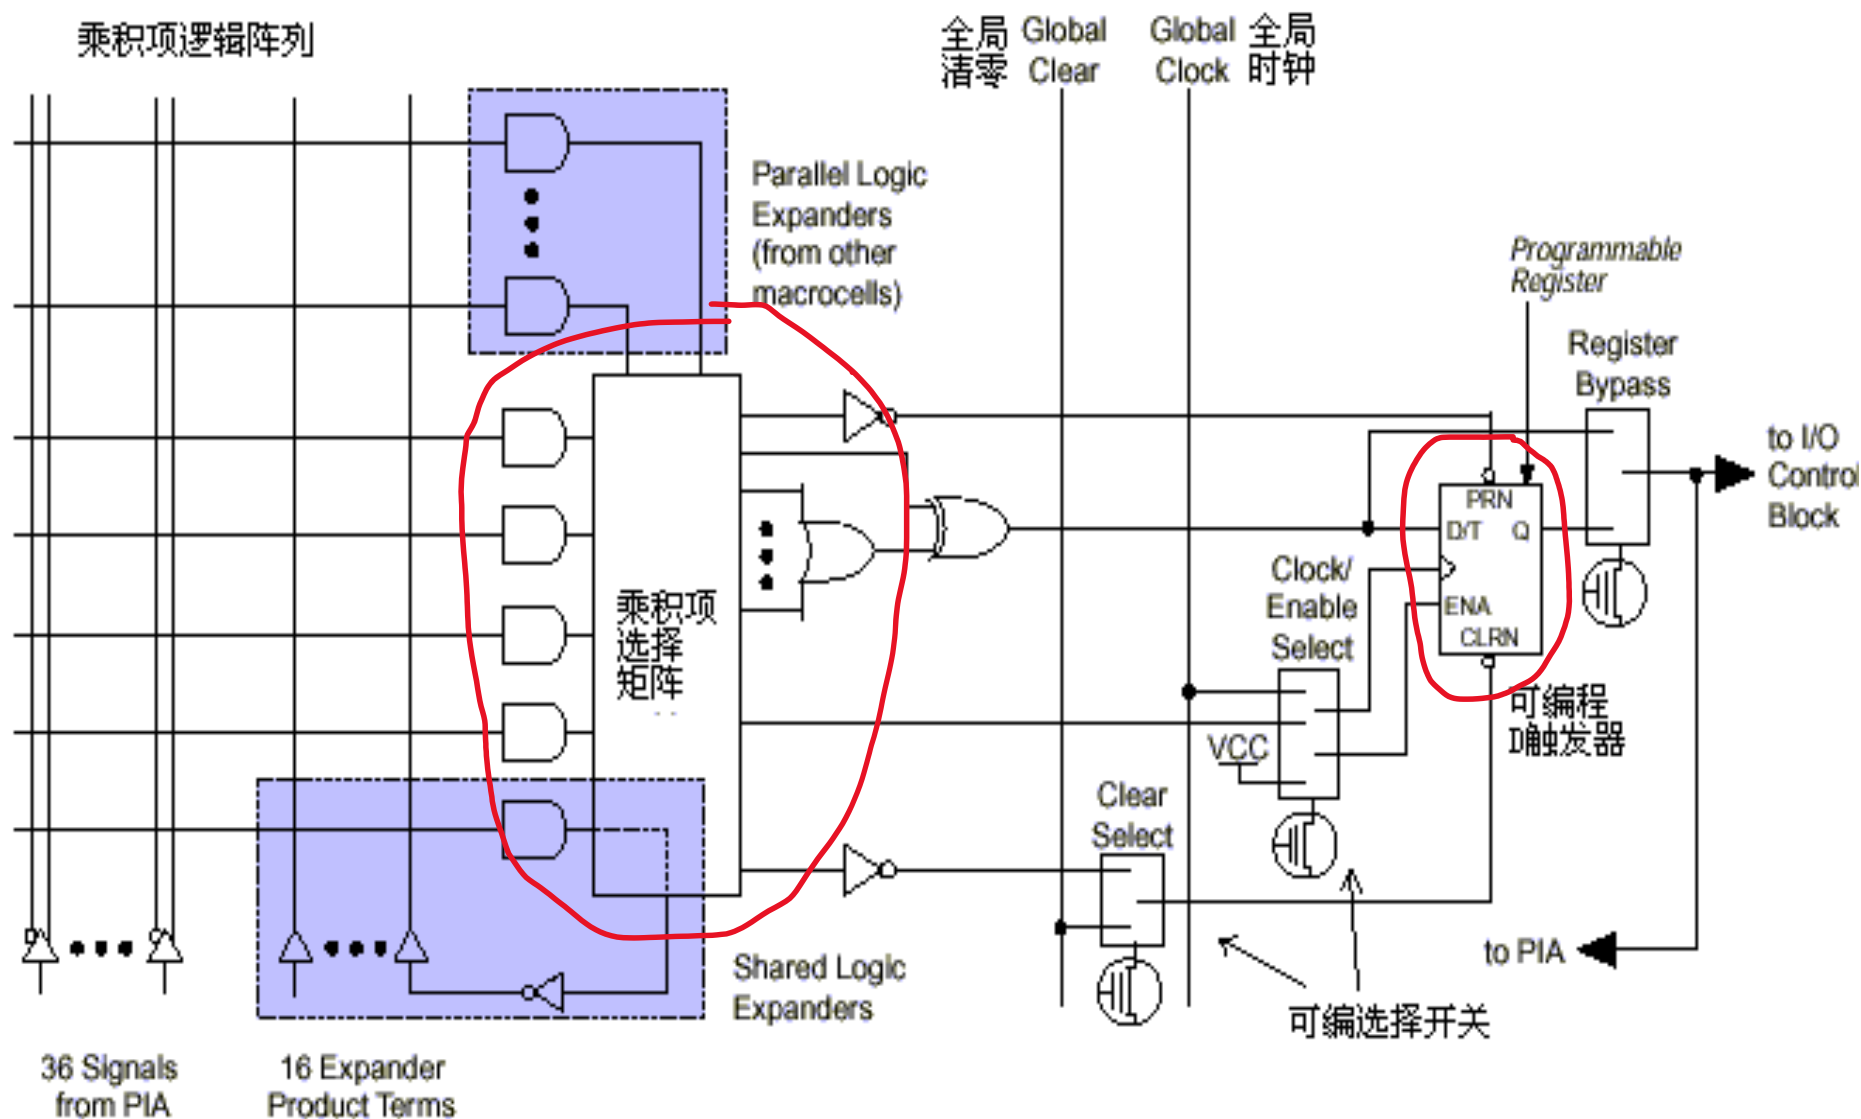 乘积项逻辑阵列
全局
清零
Global
Clear
Global
Clock
全局
时钟
Parallel Logic
Expanders
(from other
macrocells)
Programmable
Register
Register
Bypass
to I/O
Control
Block
PRN
D/T Q
ENA
CLRN
Clock/
Enable
Select
乘积项
选择
矩阵
可编程
D触发器
VCC
Clear
Select
to PIA
Shared Logic
Expanders
可编选择开关
36 Signals
from PIA
16 Expander
Product Terms